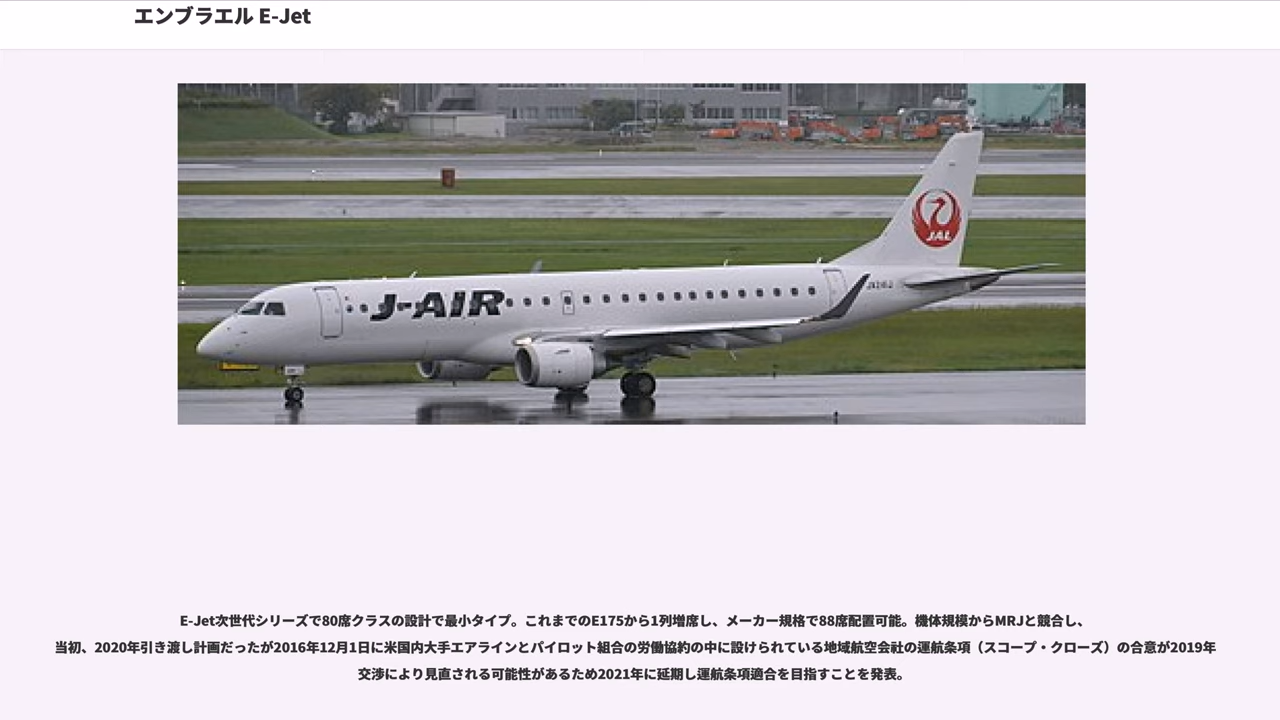 エンブラエル E-Jet
J-AIR
JAL
E-Jet次世代シリーズで80席クラスの設計で最小タイプ。これまでのE175から1列増席し、メーカー規格で88席配置可能。機体規模からMRJと競合し、
当初、2020年引き渡し計画だったが2016年12月1日に米国内大手エアラインとパイロット組合の労働協約の中に設けられている地域航空会社の運航条項（スコープ・クローズ）の合意が2019年
交渉により見直される可能性があるため2021年に延期し運航条項適合を目指すことを発表。